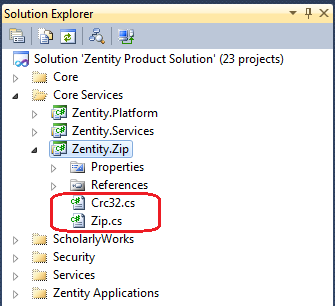 Solution Explorer
Solution 'Zentity Product Solution' (23 projects)
Core
Core Services
Zentity.Platform
Zentity.Services
Zentity.Zip
Properties
References
Crc32.cs
Zip.cs
ScholarlyWorks
Security
Services
Zentity Applications